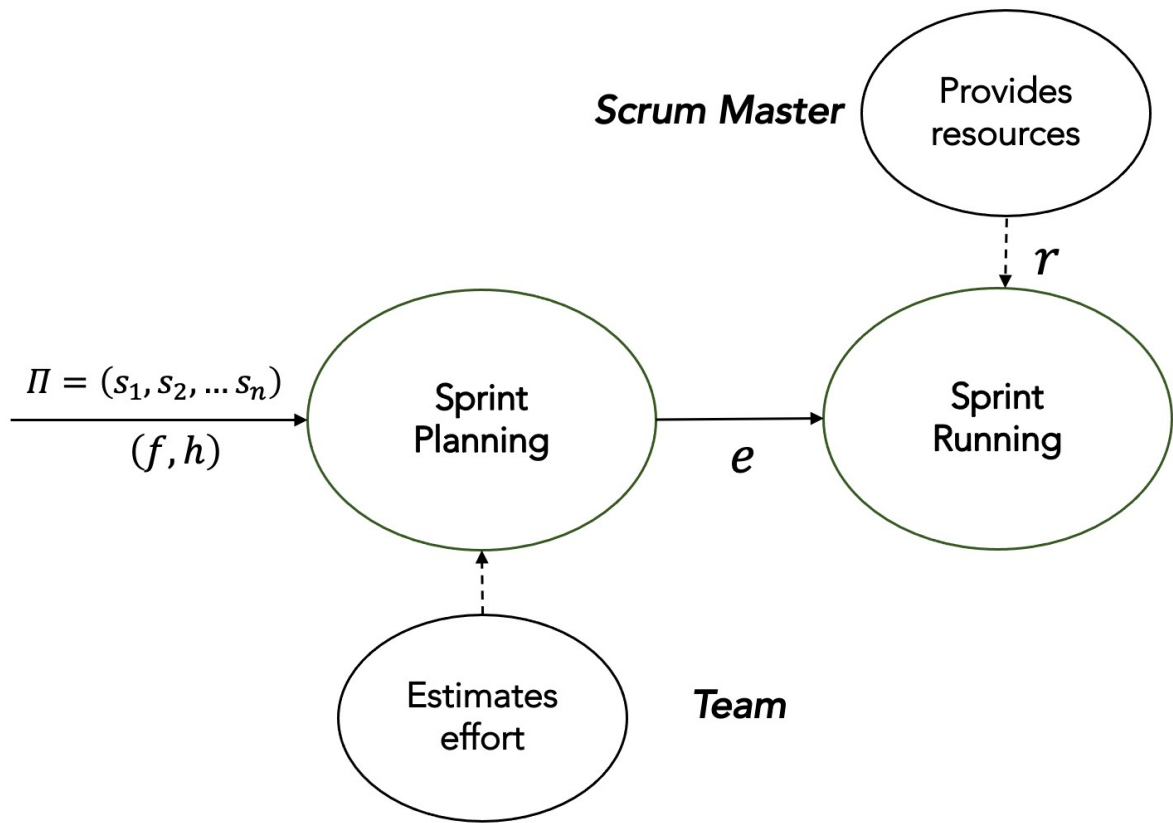 Provides
resources
Scrum Master
r
Π = (s₁, s₂, … sₙ)
(f, h)
Sprint
Planning
e
Sprint
Running
Estimates
effort
Team